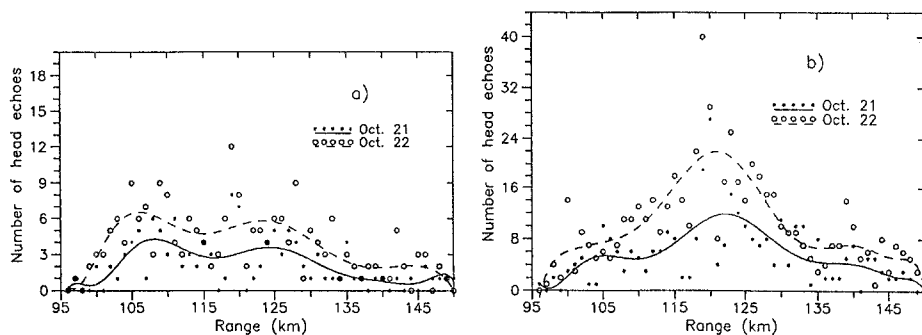 Number of head echoes
18
15
12
9
6
3
0
a)
Oct. 21
Oct. 22
95 105 115 125 135 145
Range (km)
Number of head echoes
40
32
24
16
8
0
b)
Oct. 21
Oct. 22
95 105 115 125 135 145
Range (km)